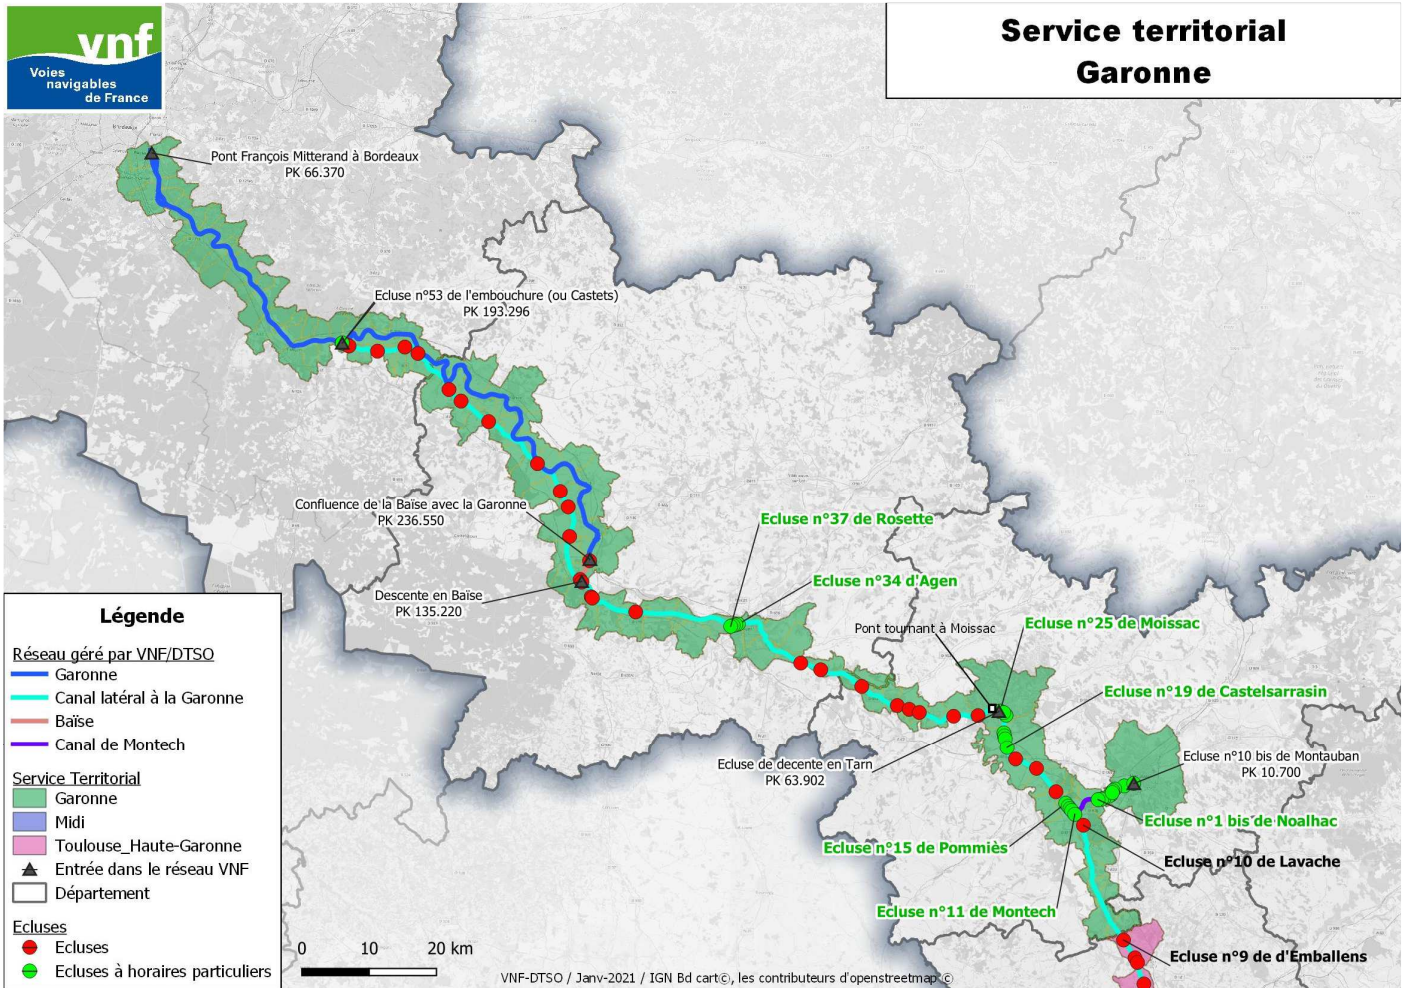 vnf
Voies
navigables
de France
Service territorial
Garonne
Pont François Mitterand à Bordeaux
PK 66.370
Ecluse n°53 de l'embouchure (ou Castets)
PK 193.296
Confluence de la Baïse avec la Garonne
PK 236.550
Ecluse n°37 de Rosette
Ecluse n°34 d'Agen
Descente en Baïse
PK 135.220
Pont tournant à Moissac
Ecluse n°25 de Moissac
Ecluse n°19 de Castelsarrasin
Ecluse de decente en Tarn
PK 63.902
Ecluse n°10 bis de Montauban
PK 10.700
Ecluse n°1 bis de Noalhac
Ecluse n°15 de Pommiès
Ecluse n°10 de Lavache
Ecluse n°11 de Montech
Ecluse n°9 de d'Emballens
Légende
Réseau géré par VNF/DTSO
Garonne
Canal latéral à la Garonne
Baïse
Canal de Montech
Service Territorial
Garonne
Midi
Toulouse_Haute-Garonne
Entrée dans le réseau VNF
Département
Ecluses
Ecluses
Ecluses à horaires particuliers
0 10 20 km
VNF-DTSO / Janv-2021 / IGN Bd cart©, les contributeurs d'openstreetmap ©